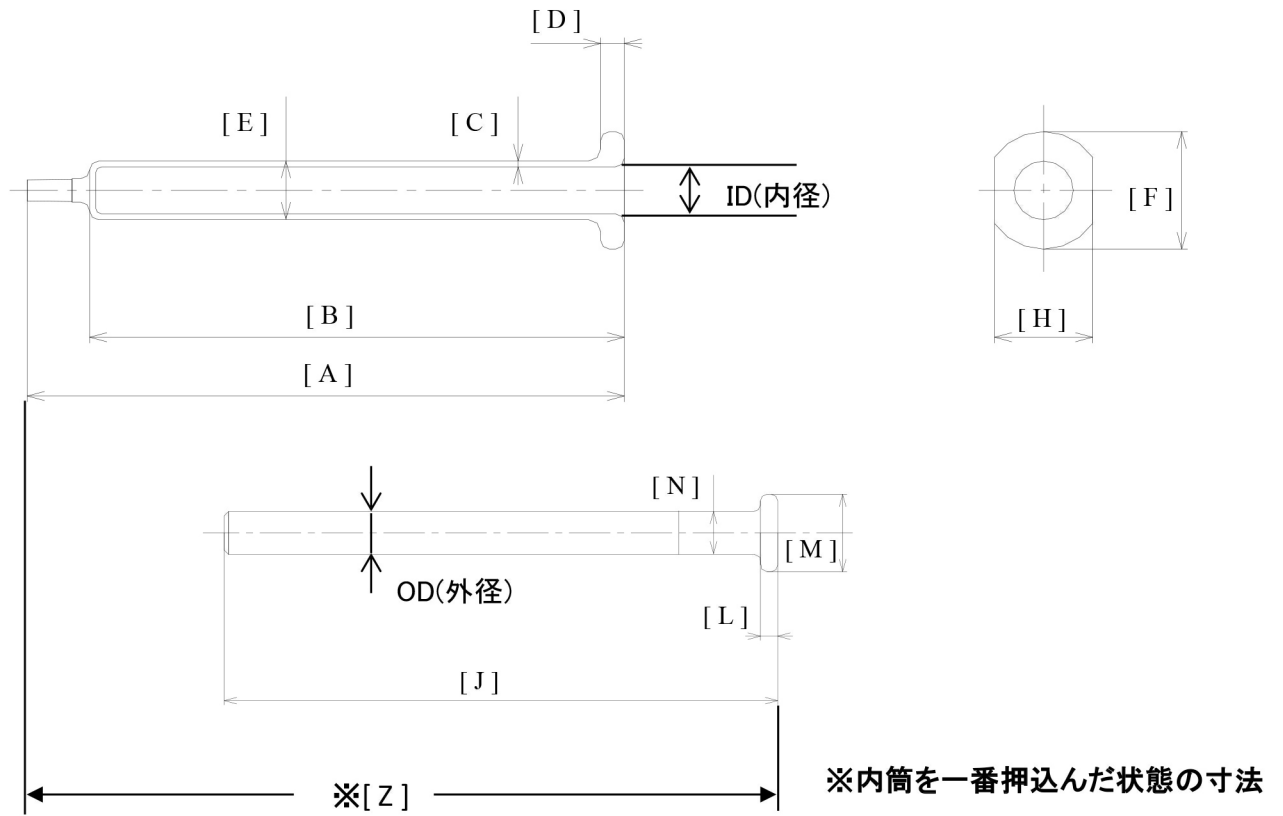 [ D ]
[ E ]
[ C ]
ID(内径)
[ F ]
[ B ]
[ H ]
[ A ]
[ N ]
[ M ]
OD(外径)
[ L ]
[ J ]
※[ Z ]
※内筒を一番押込んだ状態の寸法